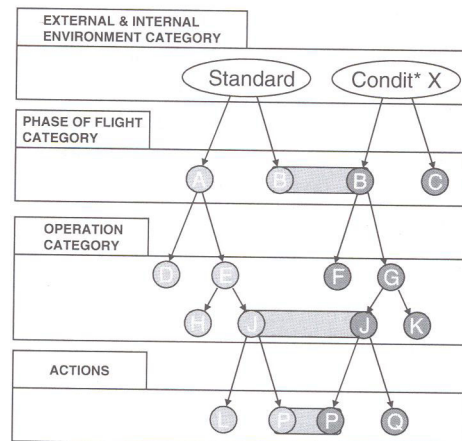 EXTERNAL & INTERNAL
ENVIRONMENT CATEGORY
Standard
Condit* X
PHASE OF FLIGHT
CATEGORY
A
B
B
C
OPERATION
CATEGORY
D
E
F
G
H
J
J
K
ACTIONS
L
P
P
Q